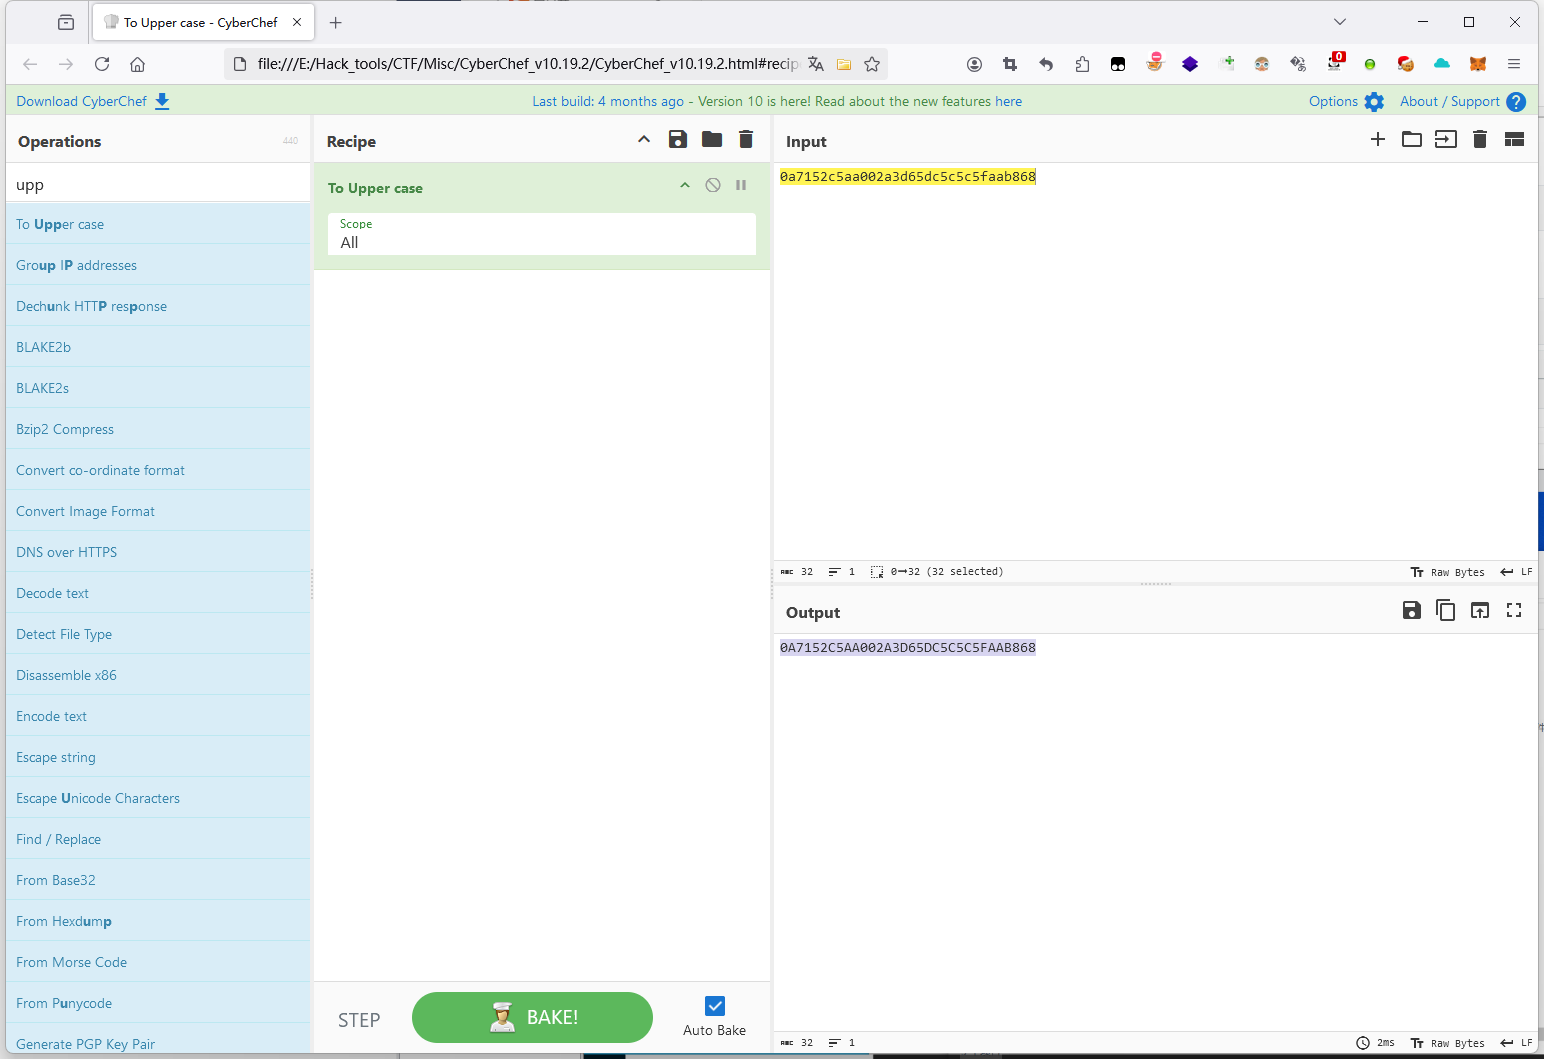 To Upper case - CyberChef
file:///E:/Hack_tools/CTF/Misc/CyberChef_v10.19.2/CyberChef_v10.19.2.html#recip
0
Download CyberChef
Last build: 4 months ago - Version 10 is here! Read about the new features here
Options
About / Support
Operations
440
Recipe
Input
upp
To Upper case
0a7152c5aa002a3d65dc5c5c5faab868
Scope
All
To Upper case
Group IP addresses
Dechunk HTTP response
BLAKE2b
BLAKE2s
Bzip2 Compress
Convert co-ordinate format
Convert Image Format
DNS over HTTPS
Decode text
Detect File Type
Disassemble x86
Encode text
Escape string
Escape Unicode Characters
Find / Replace
From Base32
From Hexdump
From Morse Code
From Punycode
Generate PGP Key Pair
ABC 32 1 0→32 (32 selected)
Raw Bytes LF
Output
0A7152C5AA002A3D65DC5C5C5FAAB868
STEP
BAKE!
Auto Bake
ABC 32 1
2ms Raw Bytes LF